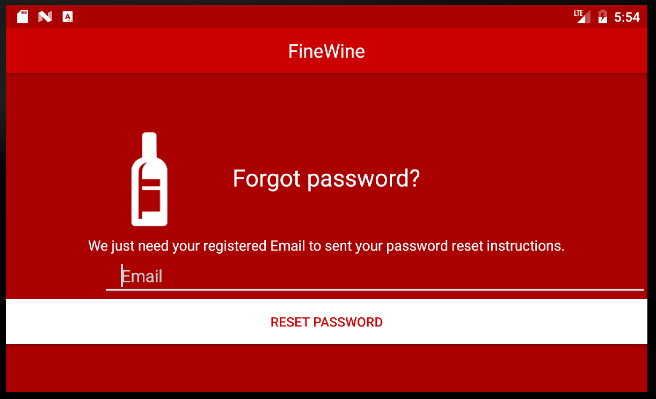 LTE 5:54
FineWine
Forgot password?
We just need your registered Email to sent your password reset instructions.
Email
RESET PASSWORD